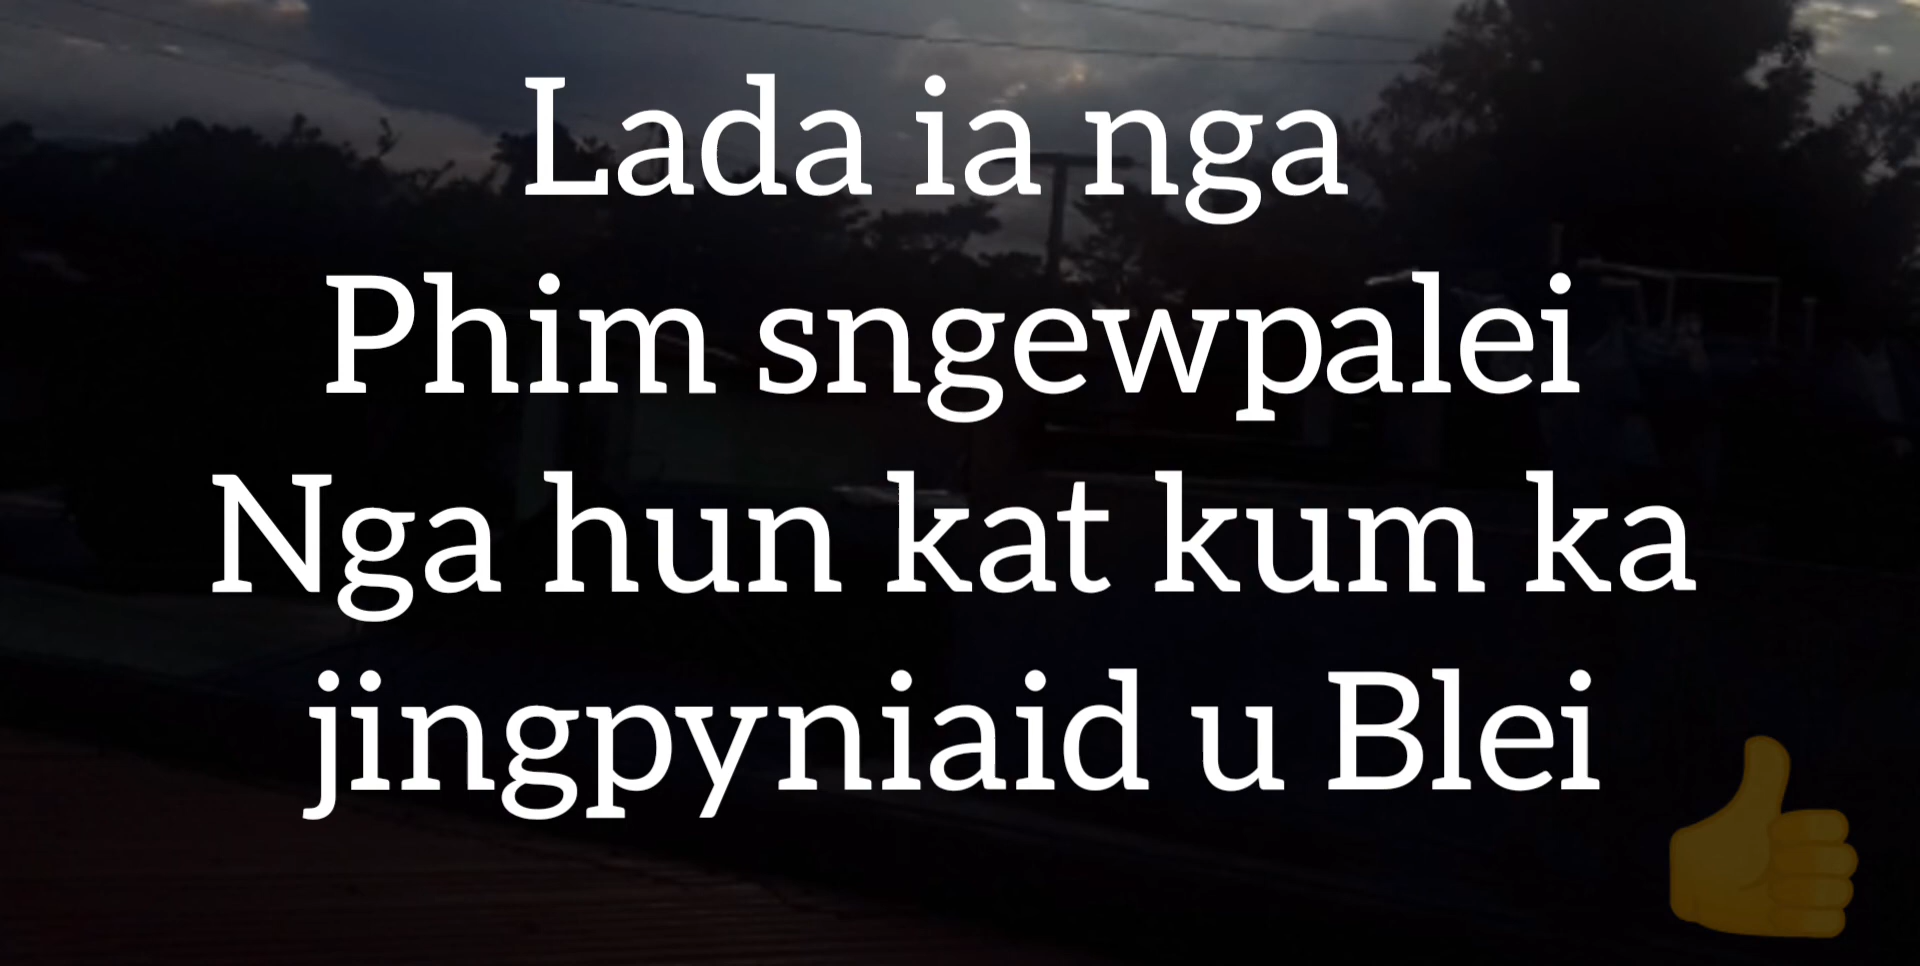 Lada ia nga
Phim sngewpalei
Nga hun kat kum ka
jingpyniaid u Blei